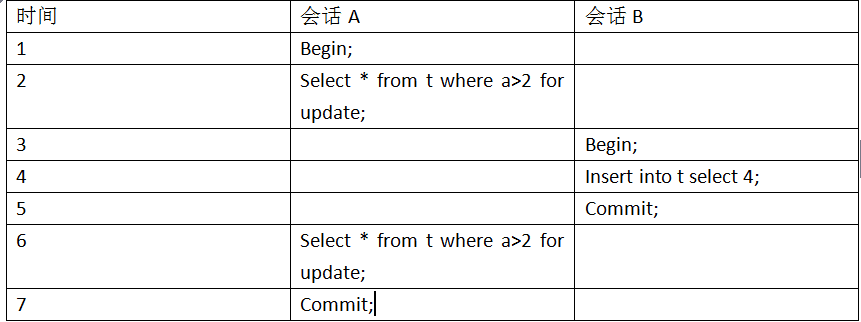 时间 会话 A 会话 B
1 Begin;
2 Select * from t where a>2 for
update;
3 Begin;
4 Insert into t select 4;
5 Commit;
6 Select * from t where a>2 for
update;
7 Commit;